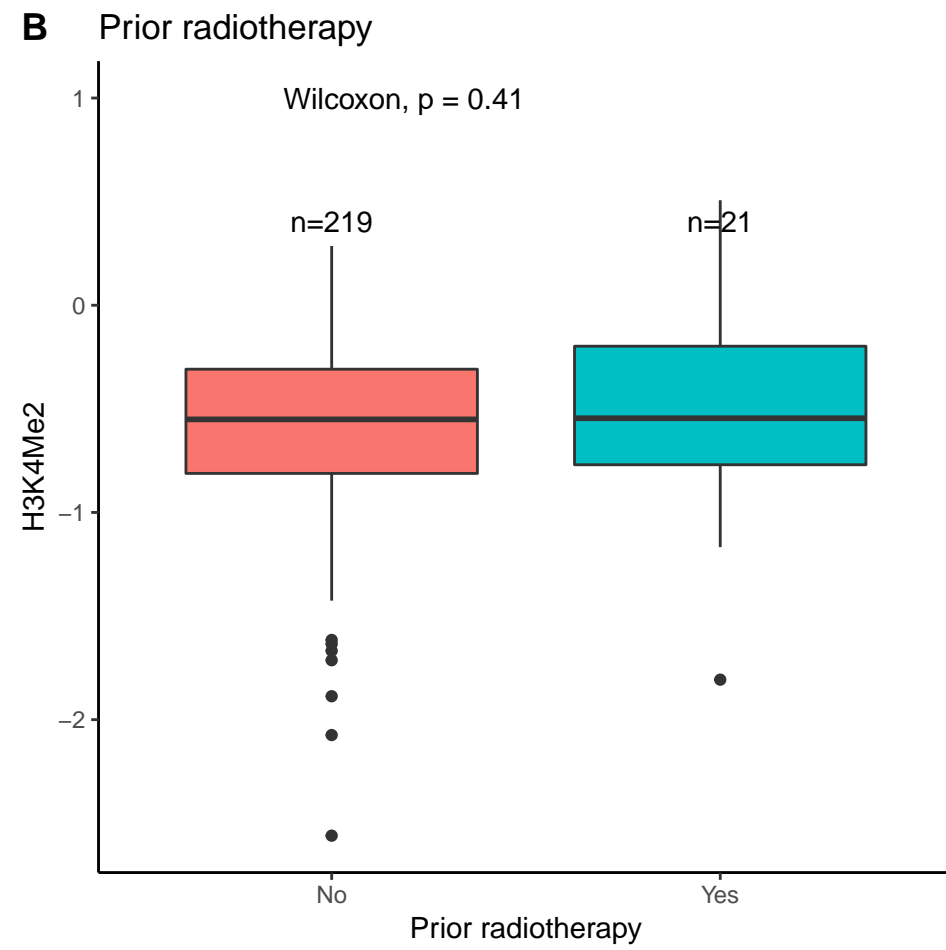 B Prior radiotherapy
Wilcoxon, p = 0.41
n=219 n=21
1
0
−1
−2
H3K4Me2
No Yes
Prior radiotherapy